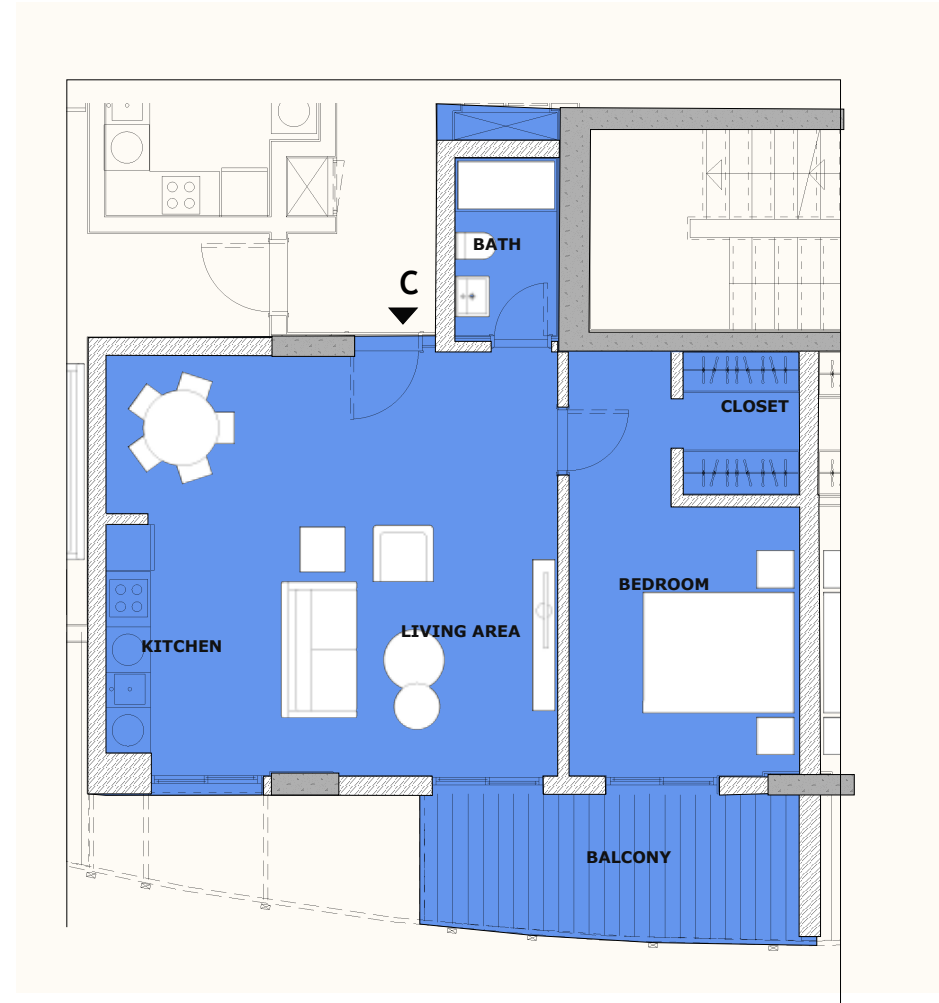 BATH
C
CLOSET
BEDROOM
LIVING AREA
KITCHEN
BALCONY